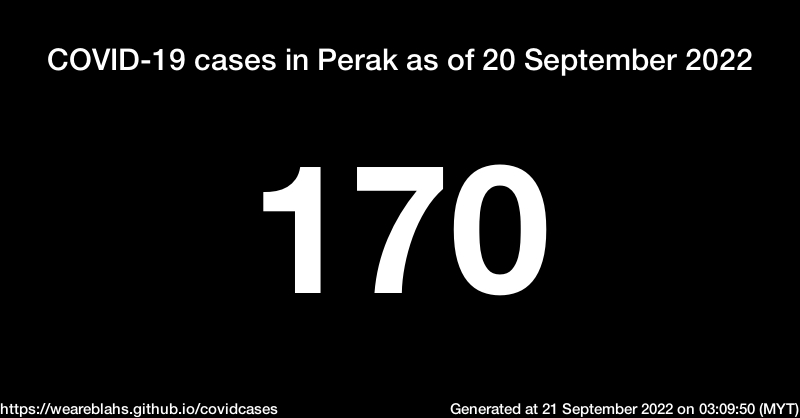 COVID-19 cases in Perak as of 20 September 2022
170
https://weareblahs.github.io/covidcases
Generated at 21 September 2022 on 03:09:50 (MYT)